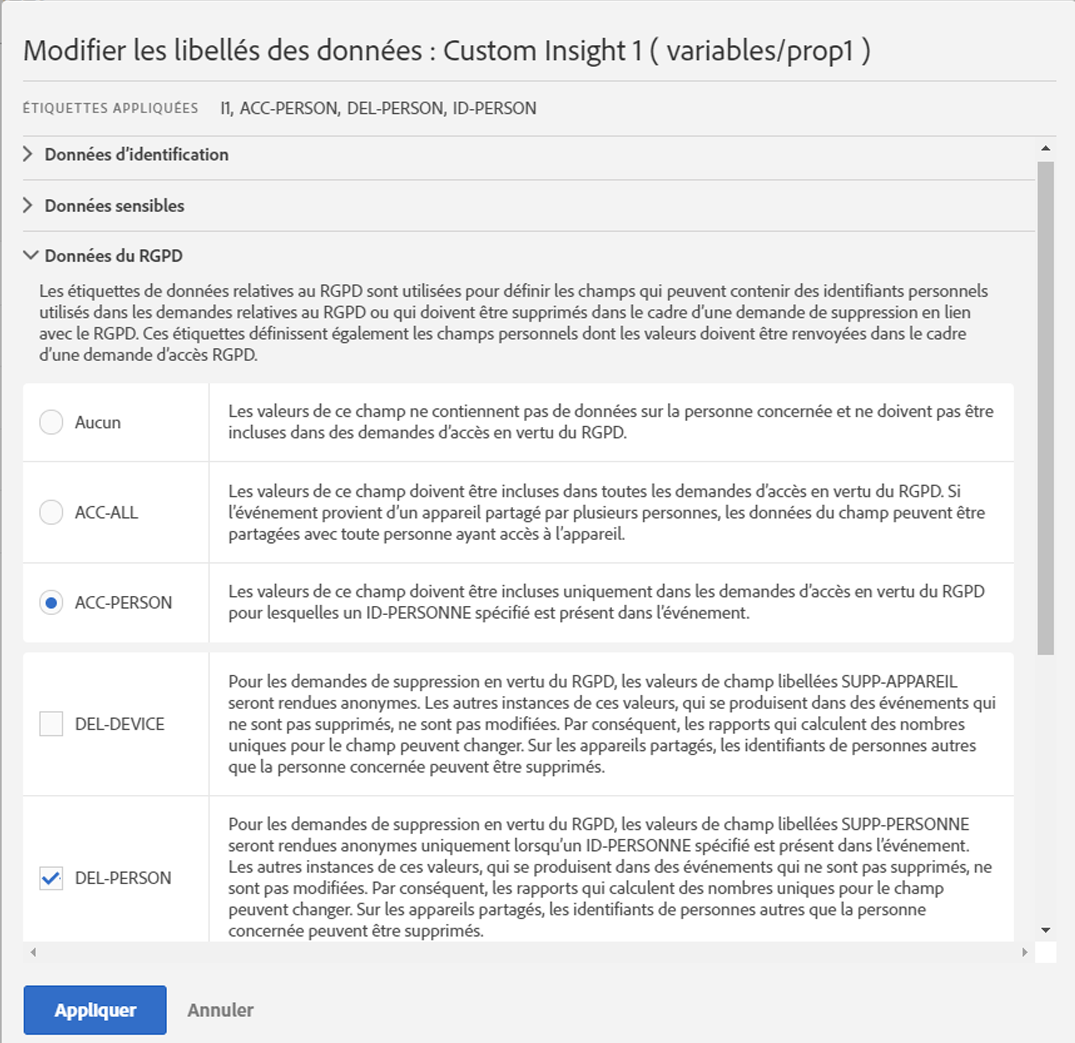 Modifier les libellés des données : Custom Insight 1 ( variables/prop1 )
ÉTIQUETTES APPLIQUÉES I1, ACC-PERSON, DEL-PERSON, ID-PERSON
Données d'identification
Données sensibles
Données du RGPD
Les étiquettes de données relatives au RGPD sont utilisées pour définir les champs qui peuvent contenir des identifiants personnels
utilisés dans les demandes relatives au RGPD ou qui doivent être supprimés dans le cadre d'une demande de suppression en lien
avec le RGPD. Ces étiquettes définissent également les champs personnels dont les valeurs doivent être renvoyées dans le cadre
d'une demande d'accès RGPD.
Aucun
Les valeurs de ce champ ne contiennent pas de données sur la personne concernée et ne doivent pas être
incluses dans des demandes d'accès en vertu du RGPD.
ACC-ALL
Les valeurs de ce champ doivent être incluses dans toutes les demandes d'accès en vertu du RGPD. Si
l'événement provient d'un appareil partagé par plusieurs personnes, les données du champ peuvent être
partagées avec toute personne ayant accès à l'appareil.
ACC-PERSON
Les valeurs de ce champ doivent être incluses uniquement dans les demandes d'accès en vertu du RGPD
pour lesquelles un ID-PERSONNE spécifié est présent dans l'événement.
DEL-DEVICE
Pour les demandes de suppression en vertu du RGPD, les valeurs de champ libellées SUPP-APPAREIL
seront rendues anonymes. Les autres instances de ces valeurs, qui se produisent dans des événements qui
ne sont pas supprimés, ne sont pas modifiées. Par conséquent, les rapports qui calculent des nombres
uniques pour le champ peuvent changer. Sur les appareils partagés, les identifiants de personnes autres
que la personne concernée peuvent être supprimés.
DEL-PERSON
Pour les demandes de suppression en vertu du RGPD, les valeurs de champ libellées SUPP-PERSONNE
seront rendues anonymes uniquement lorsqu'un ID-PERSONNE spécifié est présent dans l'événement.
Les autres instances de ces valeurs, qui se produisent dans des événements qui ne sont pas supprimés, ne
sont pas modifiées. Par conséquent, les rapports qui calculent des nombres uniques pour le champ
peuvent changer. Sur les appareils partagés, les identifiants de personnes autres que la personne
concernée peuvent être supprimés.
Appliquer Annuler